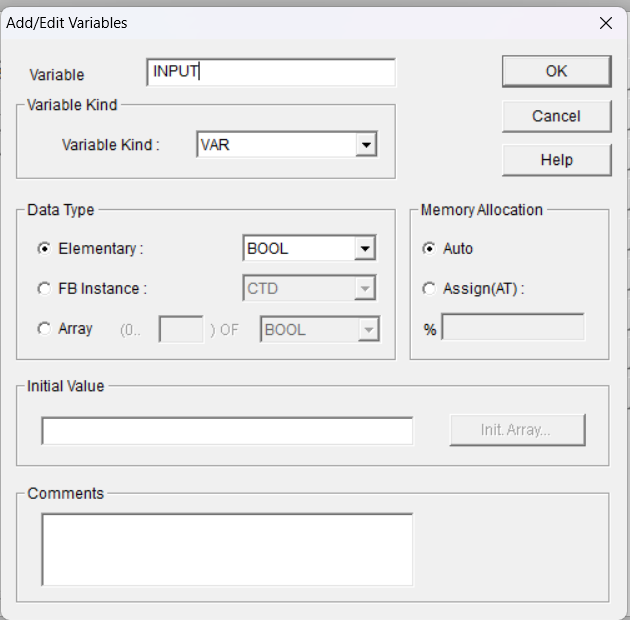 Add/Edit Variables
Variable INPUT OK
Variable Kind
Variable Kind : VAR
Cancel
Help
Data Type
Elementary : BOOL
FB Instance : CTD
Array (0.. ) OF BOOL
Memory Allocation
Auto
Assign(AT) :
%
Initial Value
Init. Array...
Comments